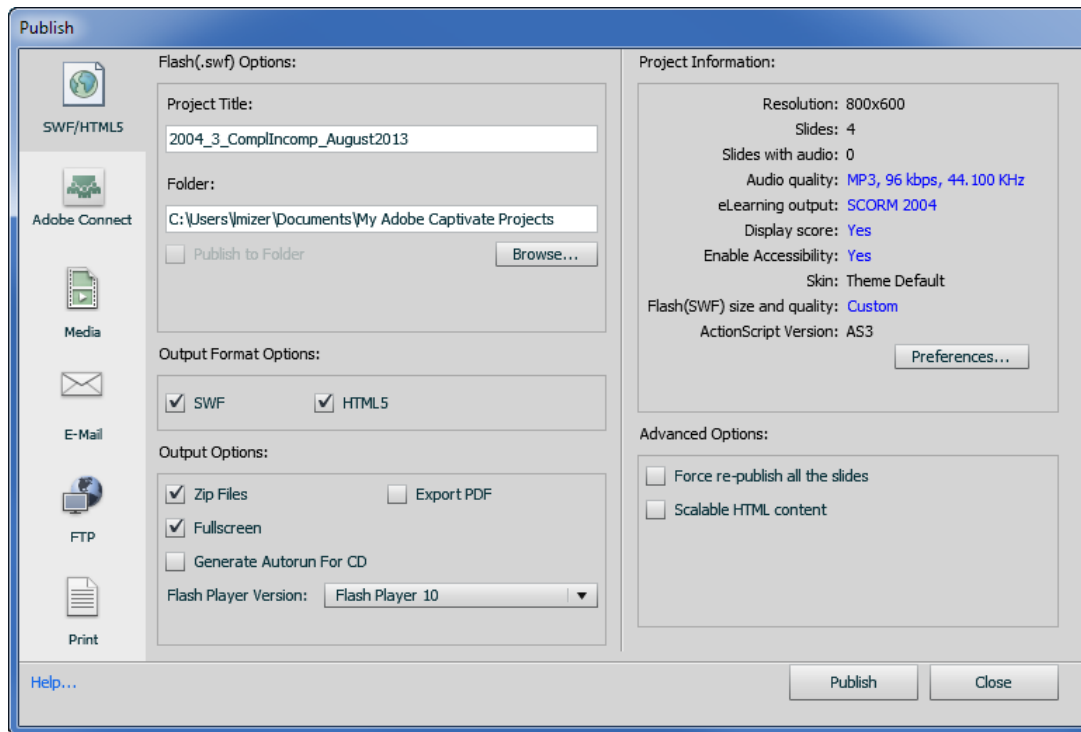 Publish
SWF/HTML5
Adobe Connect
Media
E-Mail
FTP
Print
Flash(.swf) Options:
Project Title:
2004_3_ComplIncomp_August2013
Folder:
C:\Users\lmizer\Documents\My Adobe Captivate Projects
Publish to Folder
Browse...
Output Format Options:
SWF HTML5
Output Options:
Zip Files Export PDF
Fullscreen
Generate Autorun For CD
Flash Player Version: Flash Player 10
Project Information:
Resolution: 800x600
Slides: 4
Slides with audio: 0
Audio quality: MP3, 96 kbps, 44.100 KHz
eLearning output: SCORM 2004
Display score: Yes
Enable Accessibility: Yes
Skin: Theme Default
Flash(SWF) size and quality: Custom
ActionScript Version: AS3
Preferences...
Advanced Options:
Force re-publish all the slides
Scalable HTML content
Help...
Publish
Close